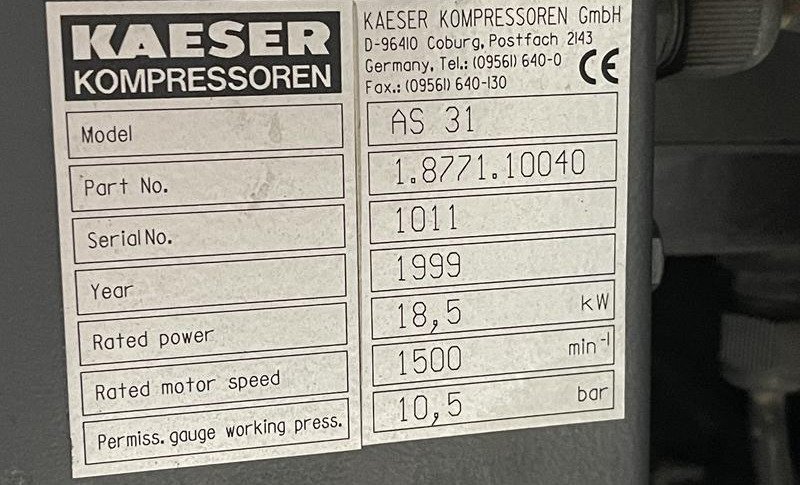 KAESER
KOMPRESSOREN
KAESER KOMPRESSOREN GmbH
D-96410 Coburg, Postfach 2143
Germany, Tel.: (09561) 640-0
Fax.: (09561) 640-130
CE
Model AS 31
Part No. 1.8771.10040
Serial No. 1011
Year 1999
Rated power 18,5 kW
Rated motor speed 1500 min⁻¹
Permiss. gauge working press. 10,5 bar